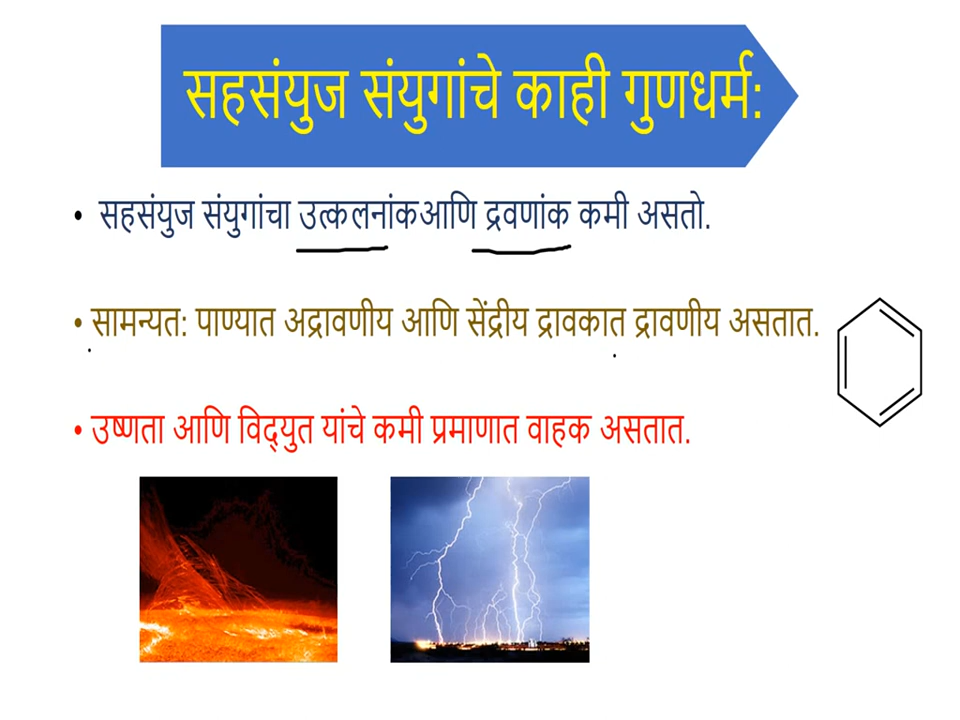 सहसंयुज संयुगांचे काही गुणधर्म:
• सहसंयुज संयुगांचा उत्कलनांकआणि द्रवणांक कमी असतो.
• सामन्यत: पाण्यात अद्रावणीय आणि सेंद्रीय द्रावकात द्रावणीय असतात.
• उष्णता आणि विद्युत यांचे कमी प्रमाणात वाहक असतात.